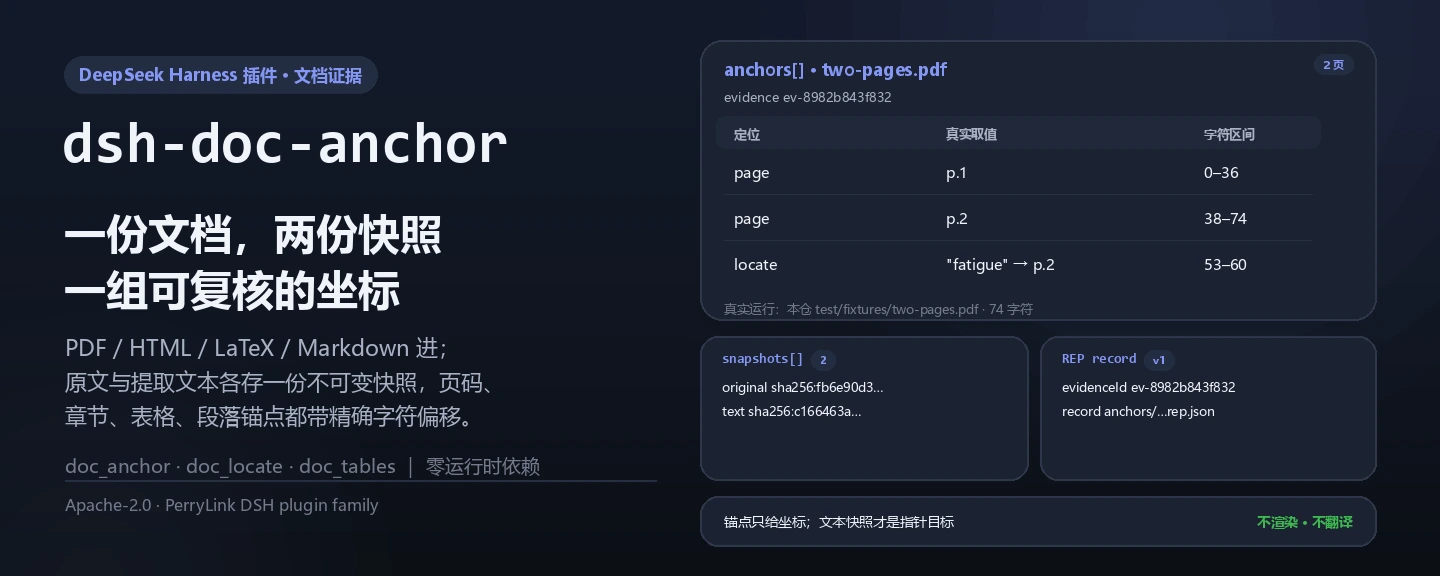 DeepSeek Harness 插件 • 文档证据
dsh-doc-anchor
一份文档，两份快照
一组可复核的坐标
PDF / HTML / LaTeX / Markdown 进；
原文与提取文本各存一份不可变快照，页码、
章节、表格、段落锚点都带精确字符偏移。
doc_anchor · doc_locate · doc_tables ｜ 零运行时依赖
Apache-2.0 · PerryLink DSH plugin family
anchors[] • two-pages.pdf
2 页
evidence ev-8982b843f832
定位 真实取值 字符区间
page p.1 0–36
page p.2 38–74
locate "fatigue" → p.2 53–60
真实运行：本仓 test/fixtures/two-pages.pdf · 74 字符
snapshots[] 2
original sha256:fb6e90d3…
text sha256:c166463a…
REP record v1
evidenceId ev-8982b843f832
record anchors/…rep.json
锚点只给坐标；文本快照才是指针目标
不渲染 • 不翻译